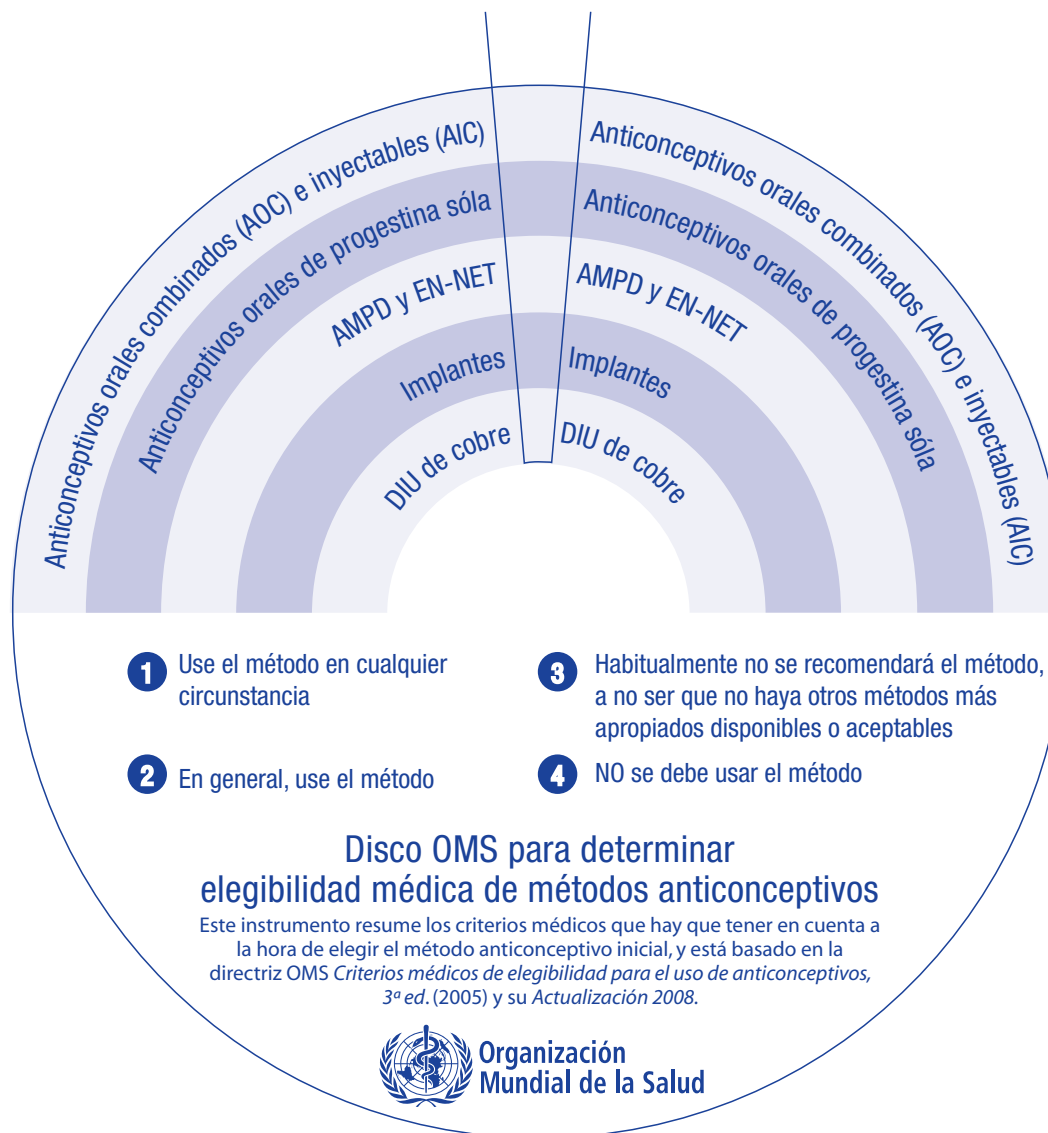 Anticonceptivos orales combinados (AOC) e inyectables (AIC)
Anticonceptivos orales de progestina sóla
AMPD y EN-NET
Implantes
DIU de cobre
Anticonceptivos orales combinados (AOC) e inyectables (AIC)
Anticonceptivos orales de progestina sóla
AMPD y EN-NET
Implantes
DIU de cobre
1 Use el método en cualquier
circunstancia
2 En general, use el método
3 Habitualmente no se recomendará el método,
a no ser que no haya otros métodos más
apropiados disponibles o aceptables
4 NO se debe usar el método
Disco OMS para determinar
elegibilidad médica de métodos anticonceptivos
Este instrumento resume los criterios médicos que hay que tener en cuenta a
la hora de elegir el método anticonceptivo inicial, y está basado en la
directriz OMS Criterios médicos de elegibilidad para el uso de anticonceptivos,
3ª ed. (2005) y su Actualización 2008.
Organización
Mundial de la Salud